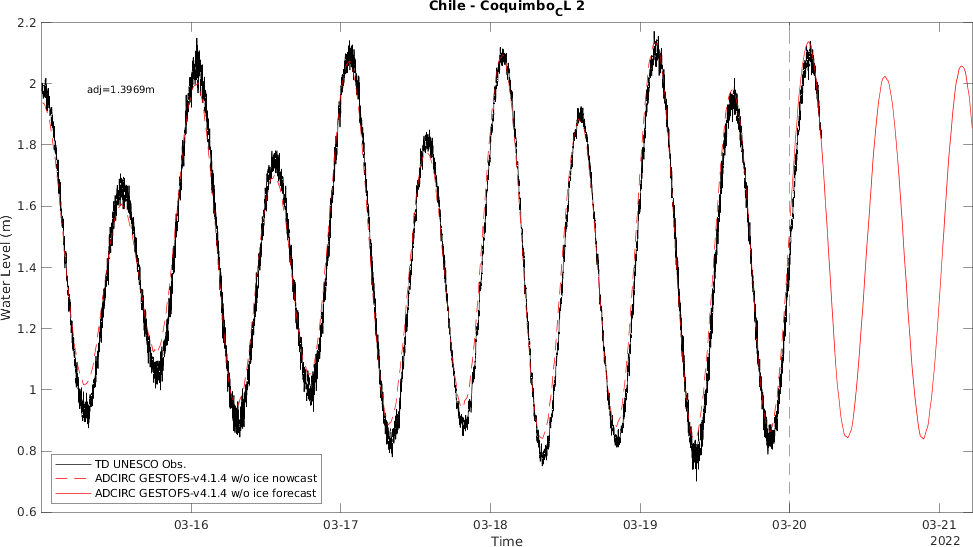 Chile - Coquimbo_CL 2
2.2
2
1.8
1.6
1.4
1.2
1
0.8
0.6
Water Level (m)
adj=1.3969m
TD UNESCO Obs.
ADCIRC GESTOFS-v4.1.4 w/o ice nowcast
ADCIRC GESTOFS-v4.1.4 w/o ice forecast
03-16 03-17 03-18 03-19 03-20 03-21
Time
2022